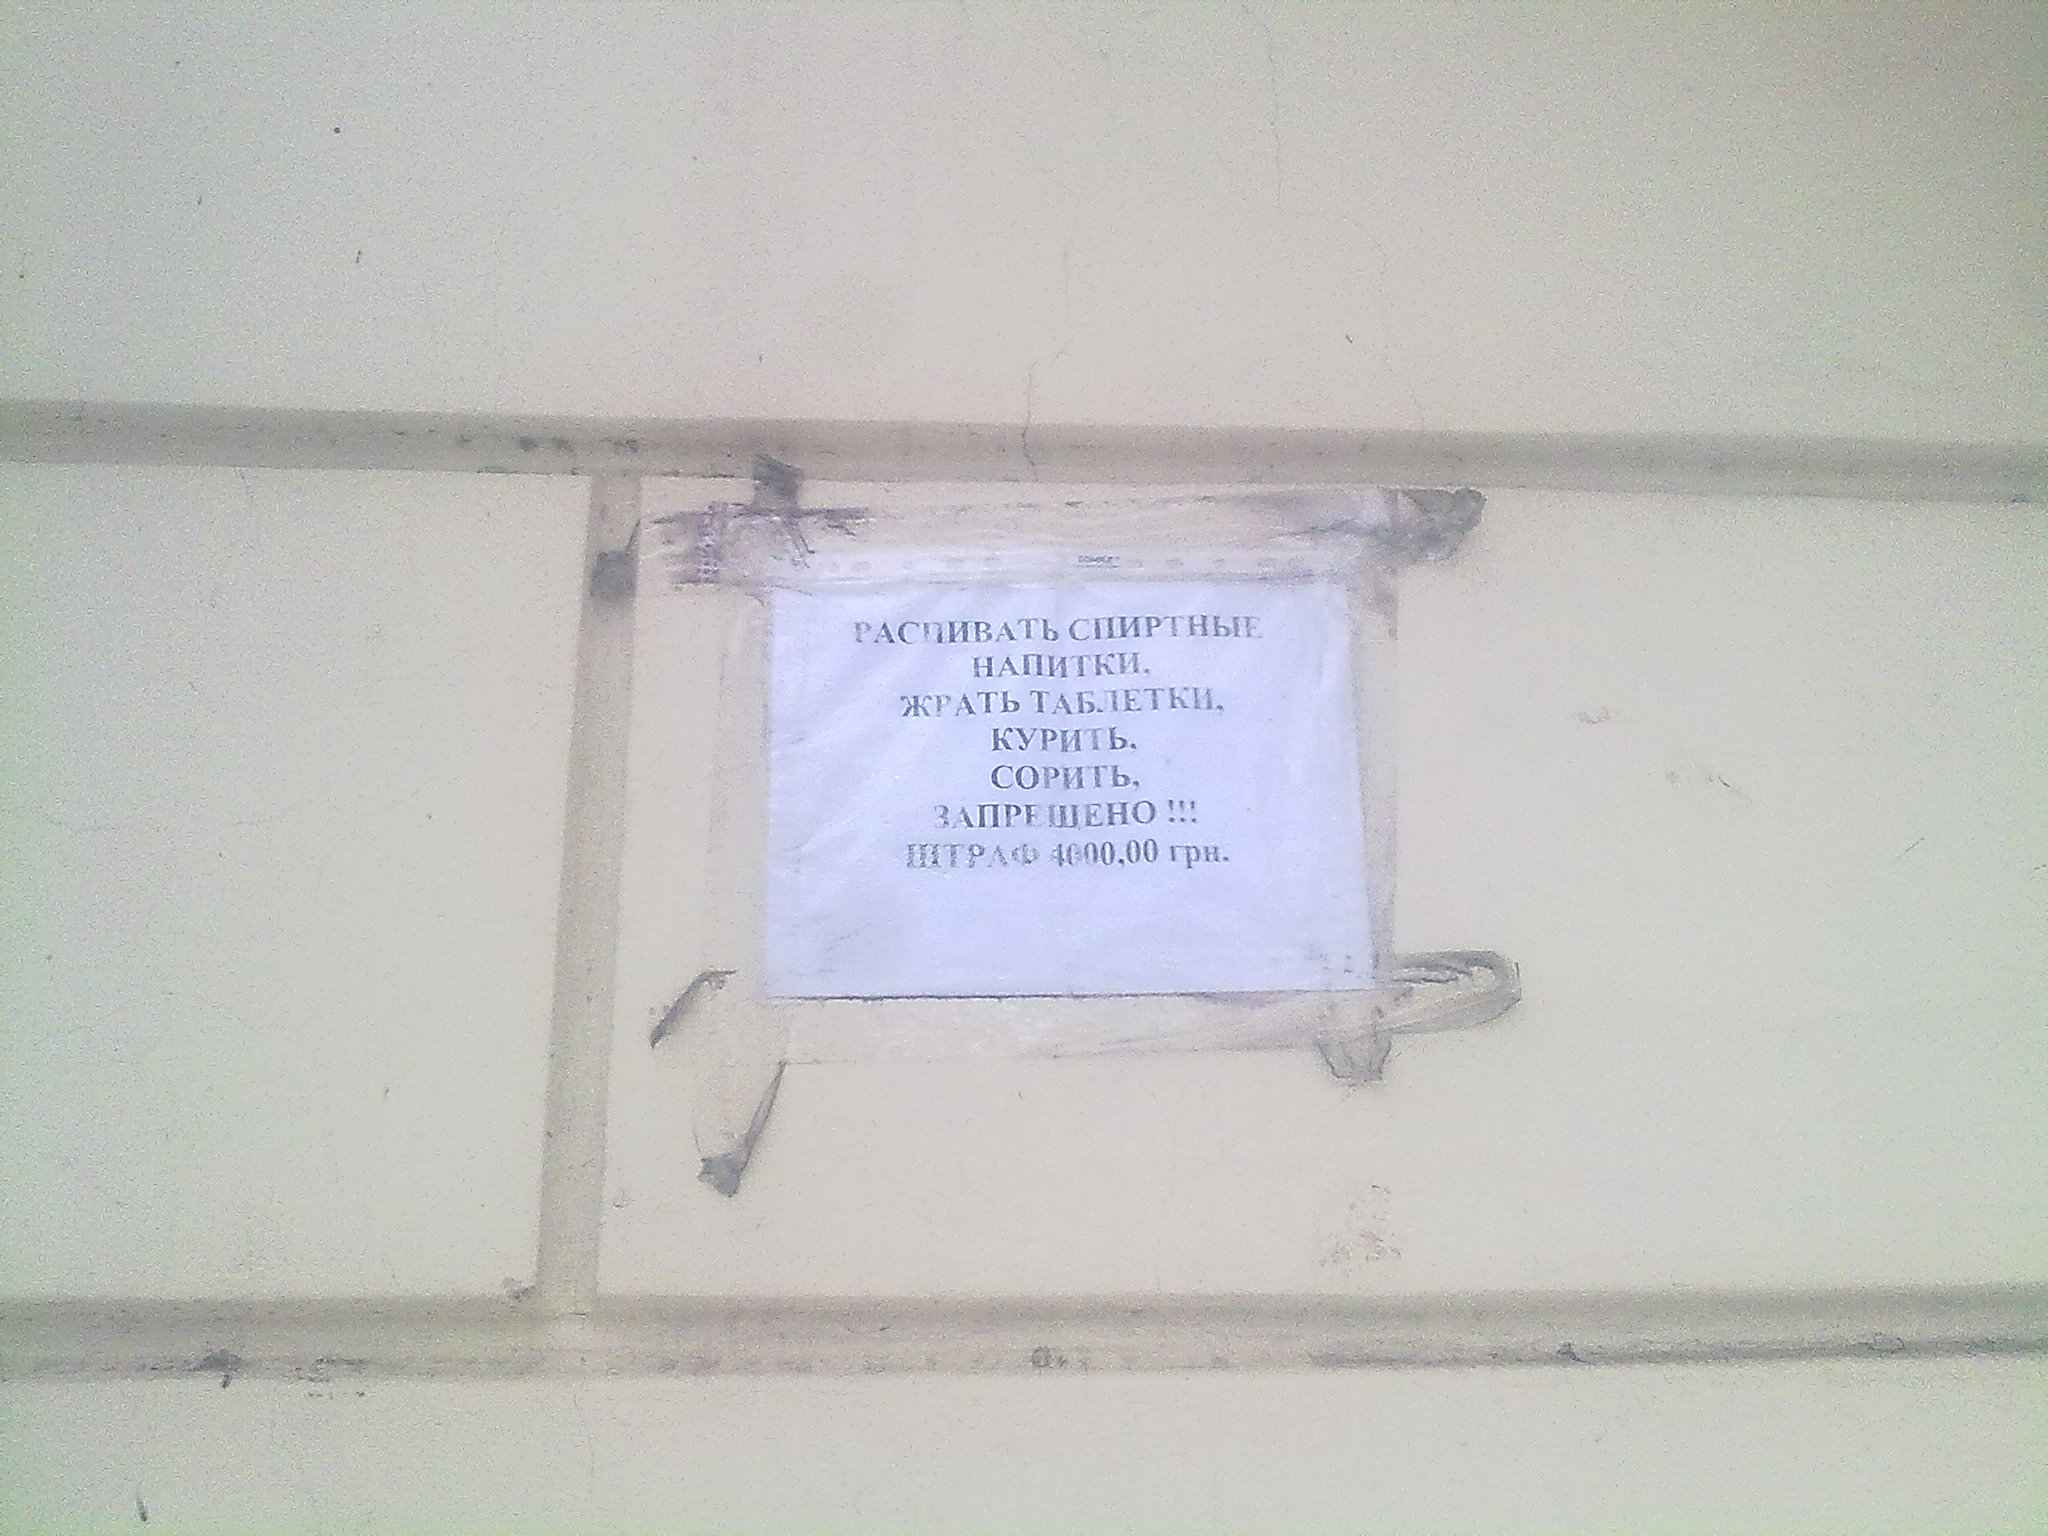 РАСПИВАТЬ СПИРТНЫЕ
НАПИТКИ,
ЖРАТЬ ТАБЛЕТКИ,
КУРИТЬ,
СОРИТЬ,
ЗАПРЕЩЕНО !!!
ШТРАФ 4000,00 грн.